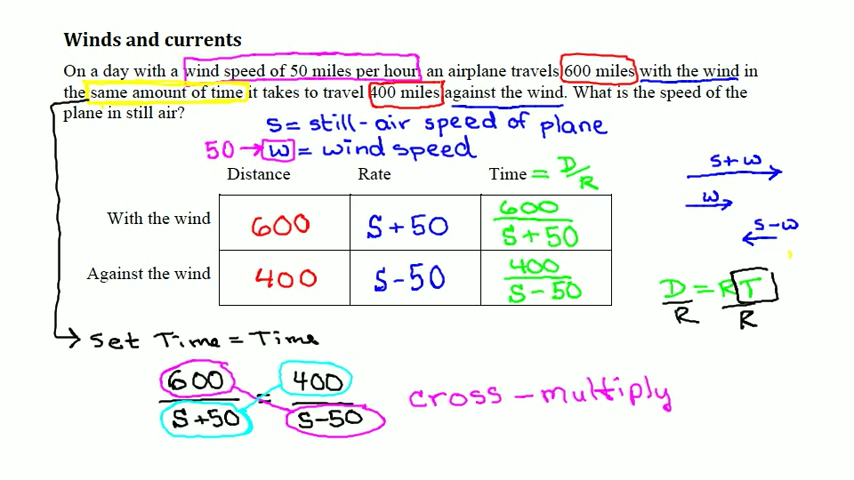 Winds and currents
On a day with a wind speed of 50 miles per hour an airplane travels 600 miles with the wind in
the same amount of time it takes to travel 400 miles against the wind. What is the speed of the
plane in still air?
S = still-air speed of plane
50 → w = wind speed
Distance Rate Time = D/R
S+W
W
S-W
With the wind 600 S+50 600/S+50
Against the wind 400 S-50 400/S-50
D/R = RT/R
Set Time = Time
600/S+50 = 400/S-50 cross-multiply